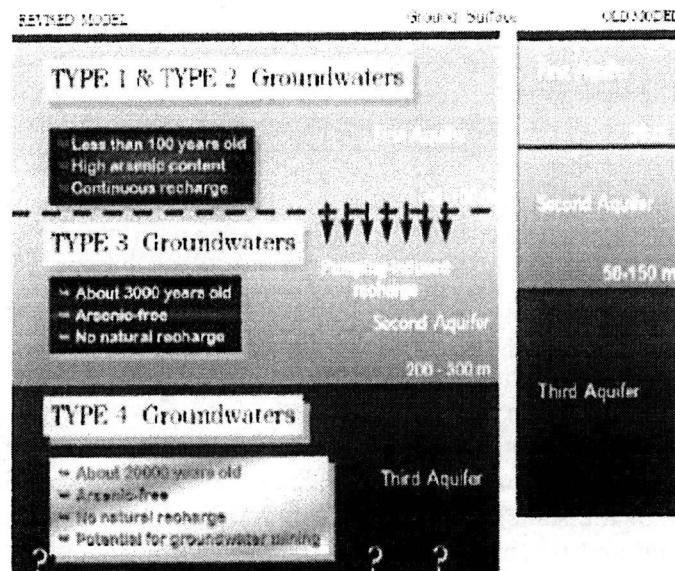 REVISED MODEL
Ground Surface
OLD MODEL
TYPE 1 & TYPE 2 Groundwaters
Less than 100 years old
High arsenic content
Continuous recharge
TYPE 3 Groundwaters
About 3000 years old
Arsenic-free
No natural recharge
recharge
Second Aquifer
200 - 300 m
TYPE 4 Groundwaters
About 20000 years old
Arsenic-free
No natural recharge
Potential for groundwater mining
Third Aquifer
? ? ?
Second Aquifer
50-150 m
Third Aquifer